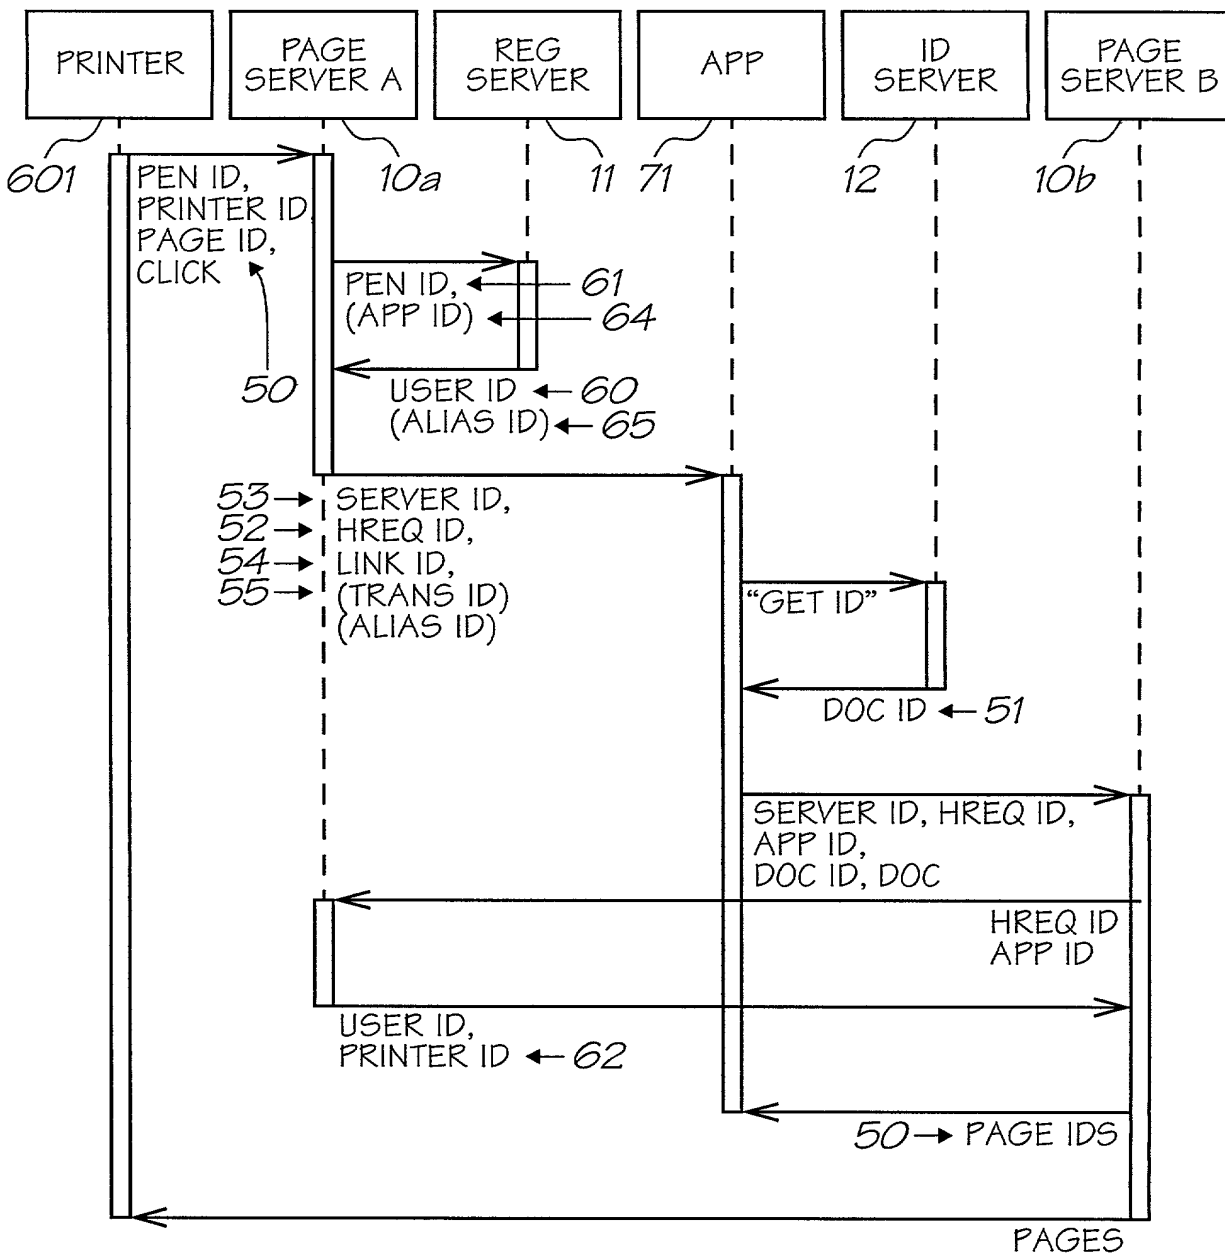 PRINTER
PAGE
SERVER A
REG
SERVER
APP
ID
SERVER
PAGE
SERVER B
601
10a
11
71
12
10b
PEN ID,
PRINTER ID,
PAGE ID,
CLICK
50
PEN ID,
61
(APP ID)
64
USER ID
60
(ALIAS ID)
65
53
SERVER ID,
52
HREQ ID,
54
LINK ID,
55
(TRANS ID)
(ALIAS ID)
“GET ID”
DOC ID
51
SERVER ID, HREQ ID,
APP ID,
DOC ID, DOC
HREQ ID
APP ID
USER ID,
PRINTER ID
62
50
PAGE IDS
PAGES